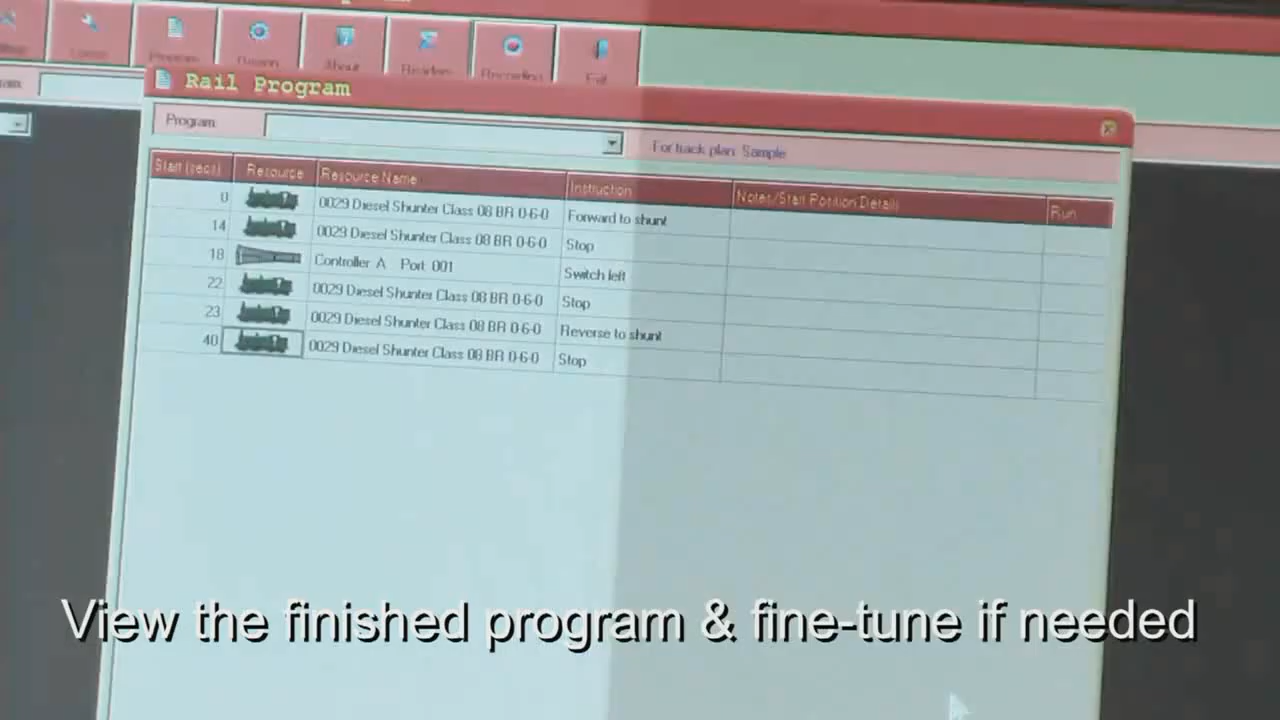 Program
Design
About
Readers
Recording
Exit
Rail Program
Program:
For track plan: Sample
Start (secs) Resource Resource Name Instruction Notes/Start Position Details Run
0 0029 Diesel Shunter Class 08 BR 0-6-0 Forward to shunt
14 0029 Diesel Shunter Class 08 BR 0-6-0 Stop
18 Controller A Port: 001 Switch left
22 0029 Diesel Shunter Class 08 BR 0-6-0 Stop
23 0029 Diesel Shunter Class 08 BR 0-6-0 Reverse to shunt
40 0029 Diesel Shunter Class 08 BR 0-6-0 Stop
View the finished program & fine-tune if needed